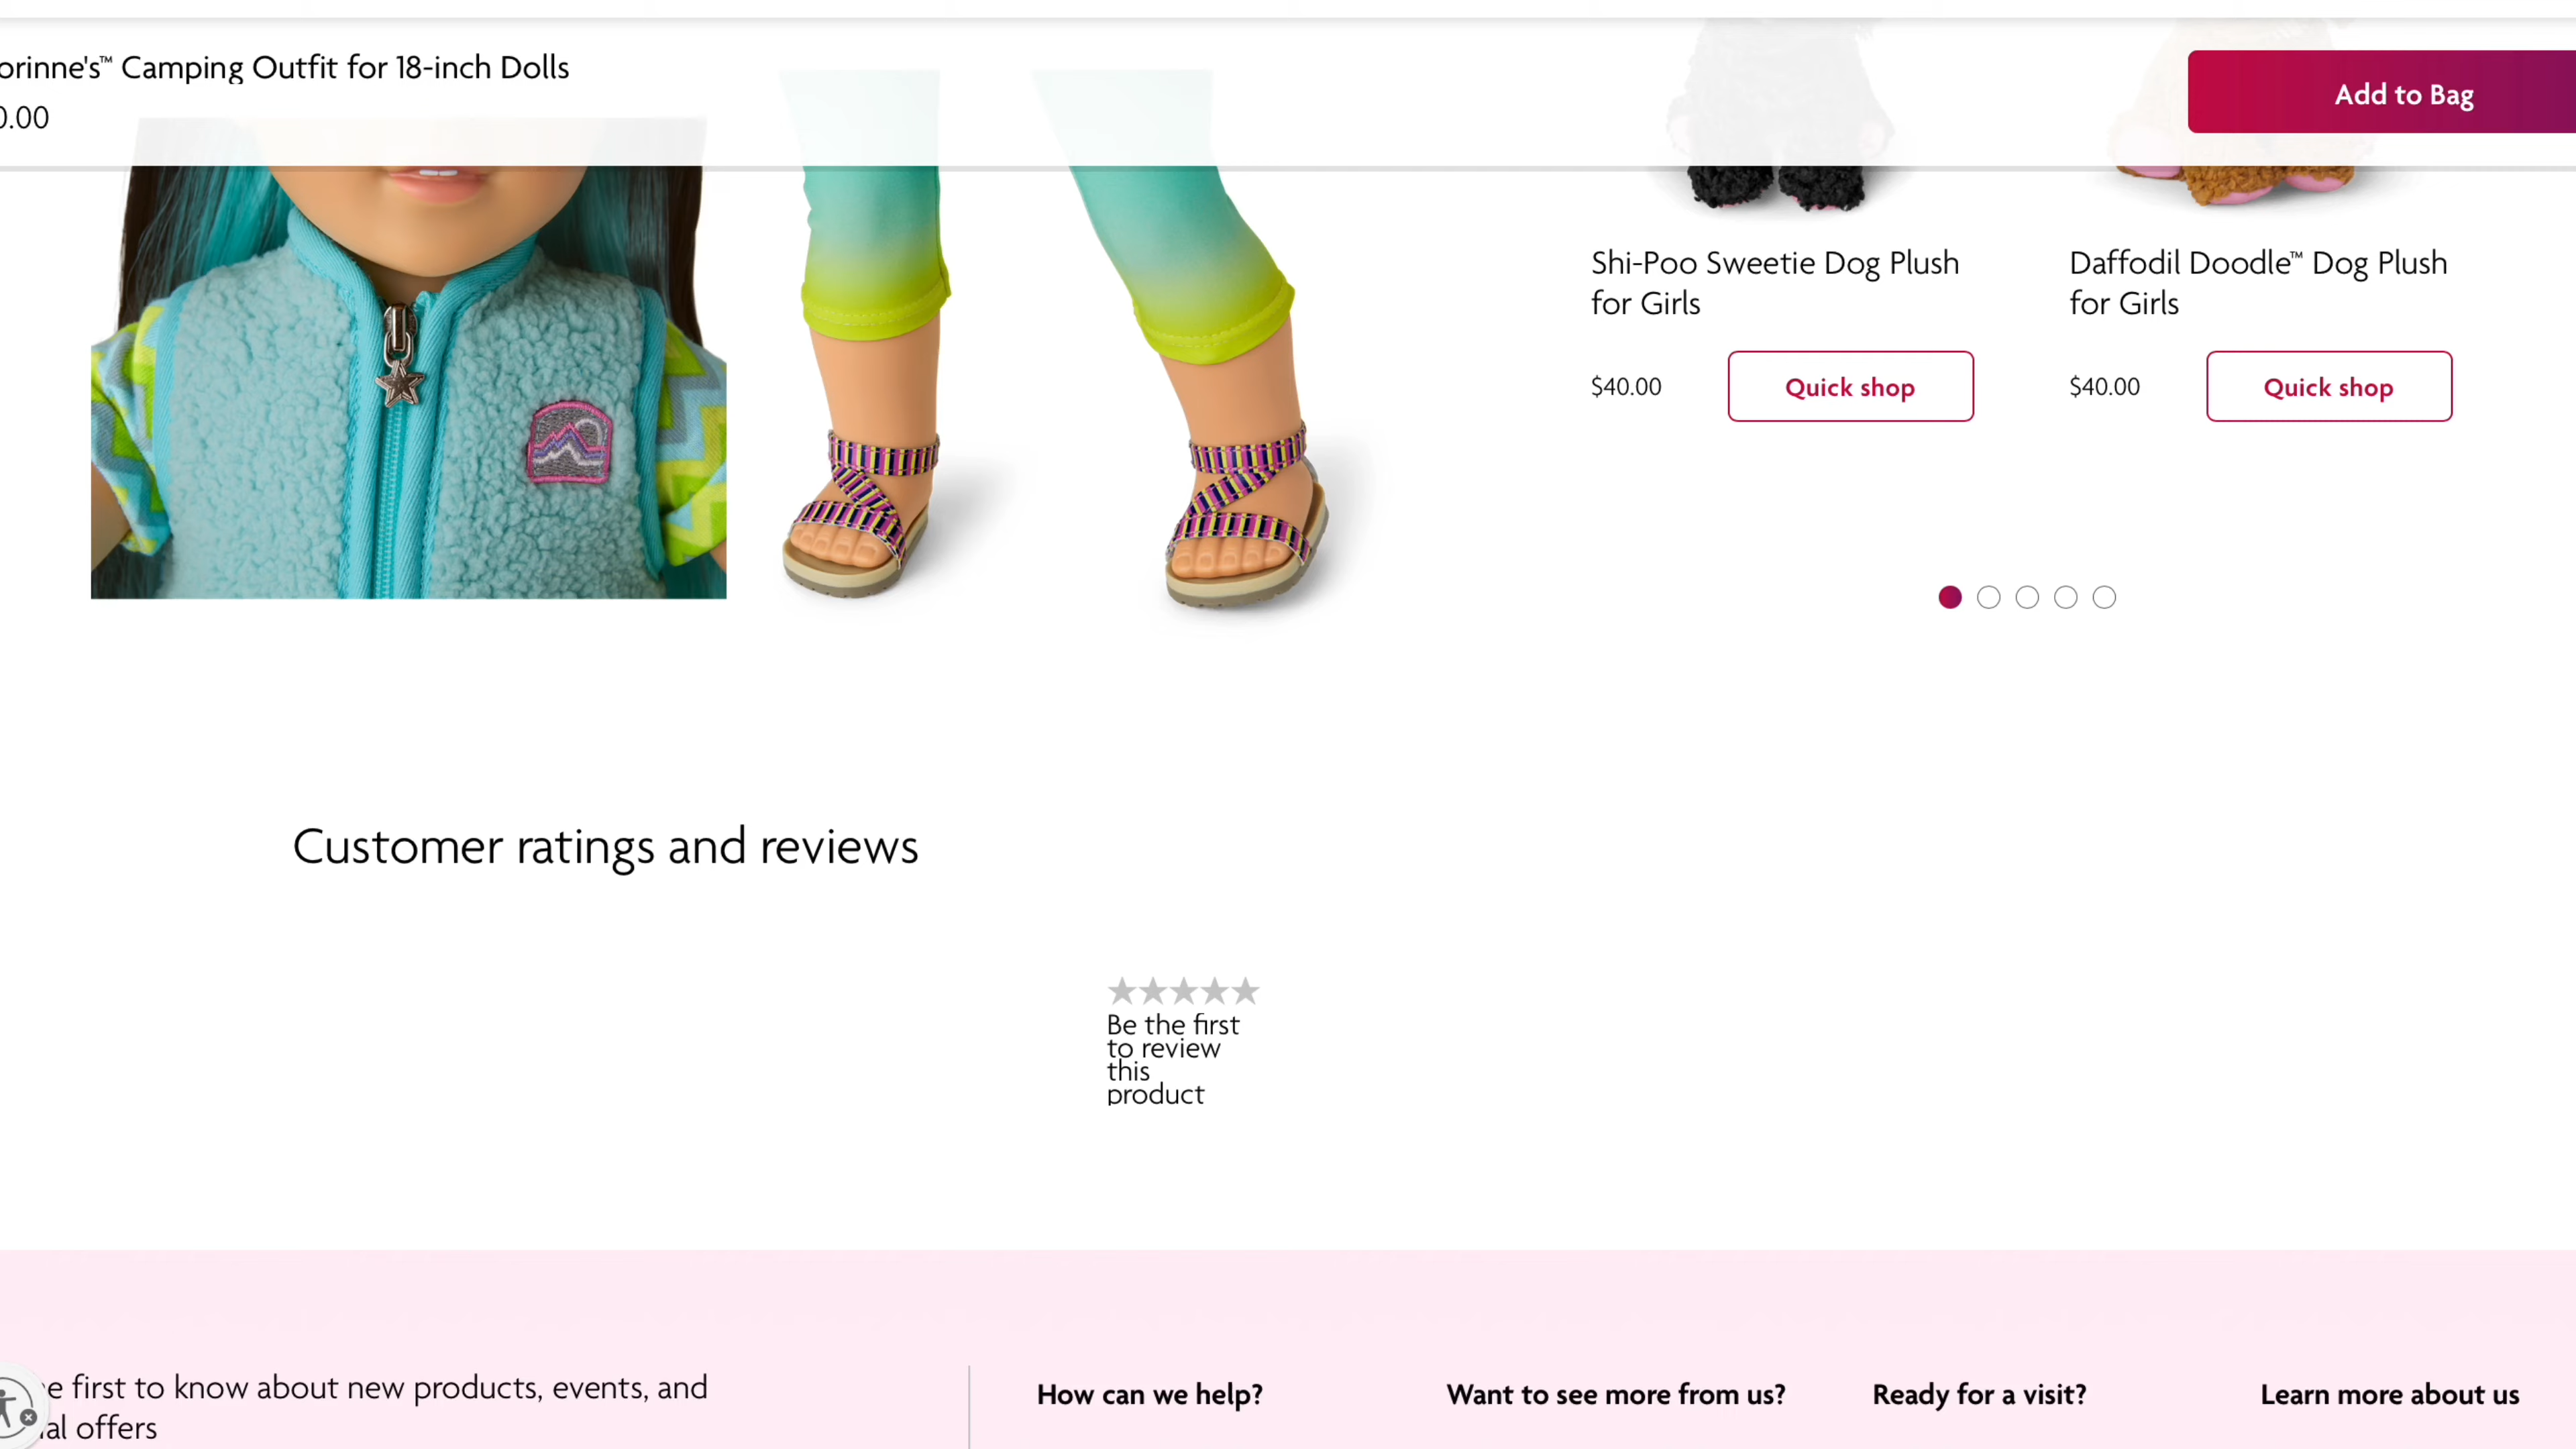 orinne's™ Camping Outfit for 18-inch Dolls
0.00
Add to Bag
Shi-Poo Sweetie Dog Plush
for Girls
$40.00
Quick shop
Daffodil Doodle™ Dog Plush
for Girls
$40.00
Quick shop
Customer ratings and reviews
Be the first
to review
this
product
e first to know about new products, events, and
al offers
How can we help?
Want to see more from us?
Ready for a visit?
Learn more about us